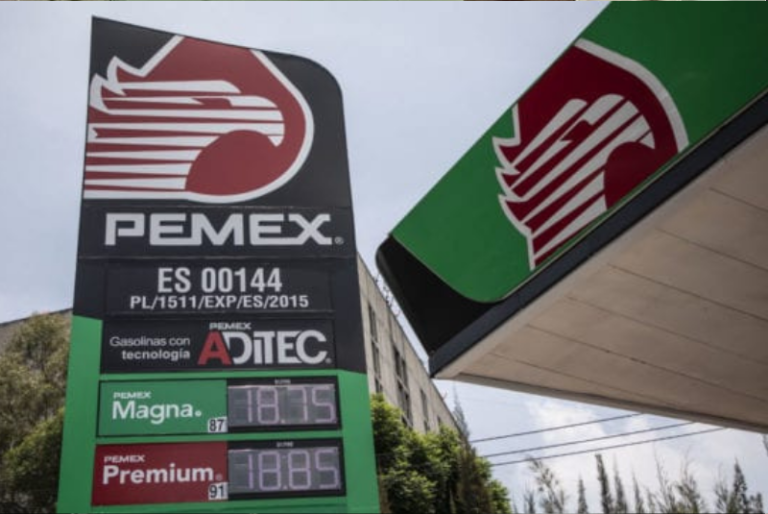 PEMEX®
ES 00144
PL/1511/EXP/ES/2015
Gasolinas con
tecnología
PEMEX
ADiTEC®
PEMEX
Magna®
87
18.75
PEMEX
Premium®
91
18.85